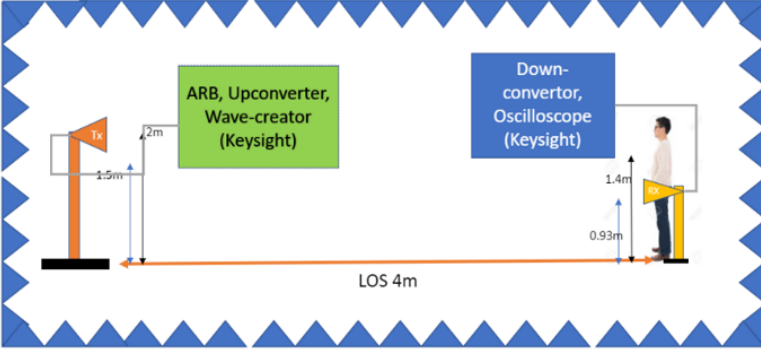 ARB, Upconverter,
Wave-creator
(Keysight)
Down-
convertor,
Oscilloscope
(Keysight)
Tx
2m
1.5m
1.4m
RX
0.93m
LOS 4m